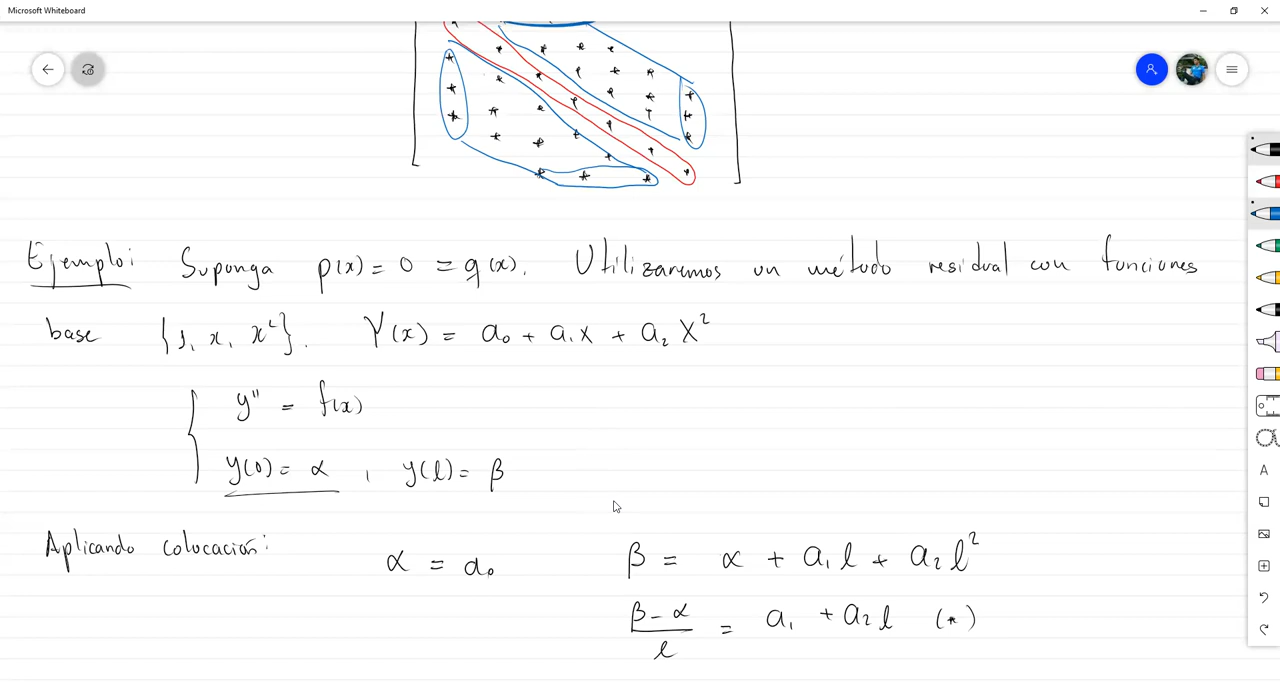 Microsoft Whiteboard
Ejemplo: Suponga p(x) = 0 = q(x). Utilizaremos un método residual con funciones
base {1, x, x²}. Y(x) = a₀ + a₁x + a₂x²
y'' = f(x)
y(0) = α , y(l) = β
Aplicando colocación: α = a₀ β = α + a₁l + a₂l²
(β - α)/l = a₁ + a₂l (*)
A